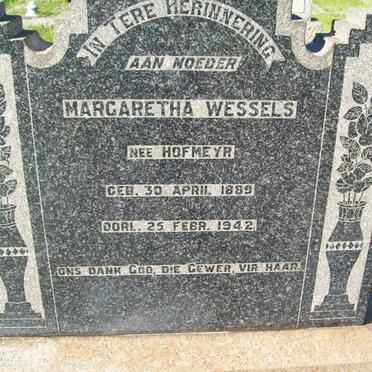 IN TERE HERINNERING
AAN MOEDER
MARGARETHA WESSELS
NEE HOFMEYR
GEB. 30 APRIL 1889
OORL. 25 FEBR. 1942.
ONS DANK GOD, DIE GEWER, VIR HAAR.